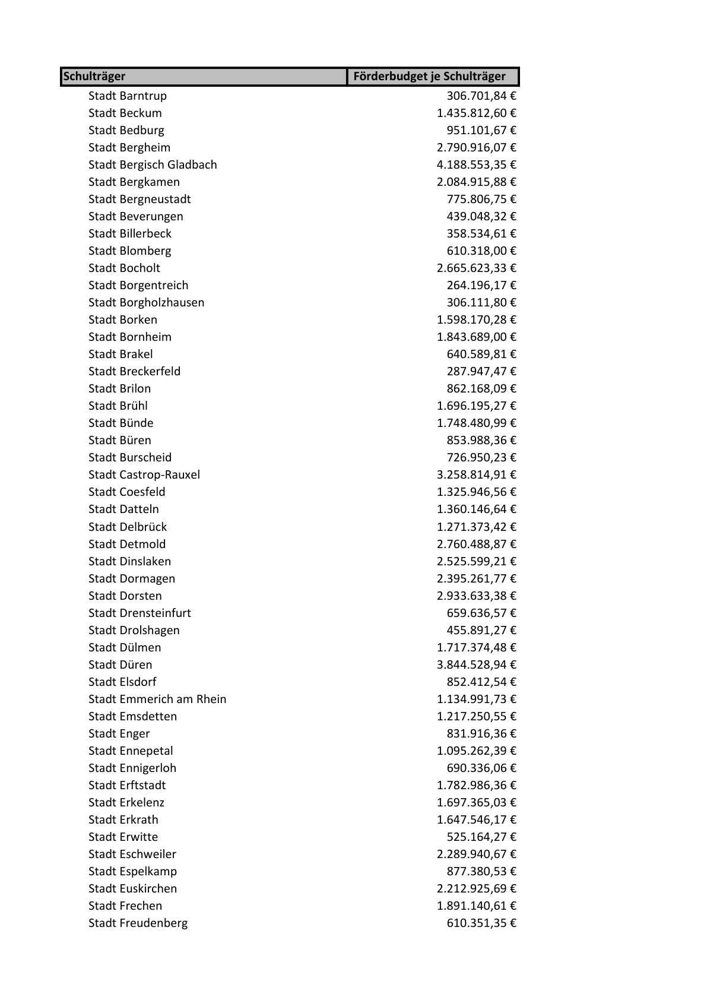 Schulträger Förderbudget je Schulträger
Stadt Barntrup 306.701,84 €
Stadt Beckum 1.435.812,60 €
Stadt Bedburg 951.101,67 €
Stadt Bergheim 2.790.916,07 €
Stadt Bergisch Gladbach 4.188.553,35 €
Stadt Bergkamen 2.084.915,88 €
Stadt Bergneustadt 775.806,75 €
Stadt Beverungen 439.048,32 €
Stadt Billerbeck 358.534,61 €
Stadt Blomberg 610.318,00 €
Stadt Bocholt 2.665.623,33 €
Stadt Borgentreich 264.196,17 €
Stadt Borgholzhausen 306.111,80 €
Stadt Borken 1.598.170,28 €
Stadt Bornheim 1.843.689,00 €
Stadt Brakel 640.589,81 €
Stadt Breckerfeld 287.947,47 €
Stadt Brilon 862.168,09 €
Stadt Brühl 1.696.195,27 €
Stadt Bünde 1.748.480,99 €
Stadt Büren 853.988,36 €
Stadt Burscheid 726.950,23 €
Stadt Castrop-Rauxel 3.258.814,91 €
Stadt Coesfeld 1.325.946,56 €
Stadt Datteln 1.360.146,64 €
Stadt Delbrück 1.271.373,42 €
Stadt Detmold 2.760.488,87 €
Stadt Dinslaken 2.525.599,21 €
Stadt Dormagen 2.395.261,77 €
Stadt Dorsten 2.933.633,38 €
Stadt Drensteinfurt 659.636,57 €
Stadt Drolshagen 455.891,27 €
Stadt Dülmen 1.717.374,48 €
Stadt Düren 3.844.528,94 €
Stadt Elsdorf 852.412,54 €
Stadt Emmerich am Rhein 1.134.991,73 €
Stadt Emsdetten 1.217.250,55 €
Stadt Enger 831.916,36 €
Stadt Ennepetal 1.095.262,39 €
Stadt Ennigerloh 690.336,06 €
Stadt Erftstadt 1.782.986,36 €
Stadt Erkelenz 1.697.365,03 €
Stadt Erkrath 1.647.546,17 €
Stadt Erwitte 525.164,27 €
Stadt Eschweiler 2.289.940,67 €
Stadt Espelkamp 877.380,53 €
Stadt Euskirchen 2.212.925,69 €
Stadt Frechen 1.891.140,61 €
Stadt Freudenberg 610.351,35 €